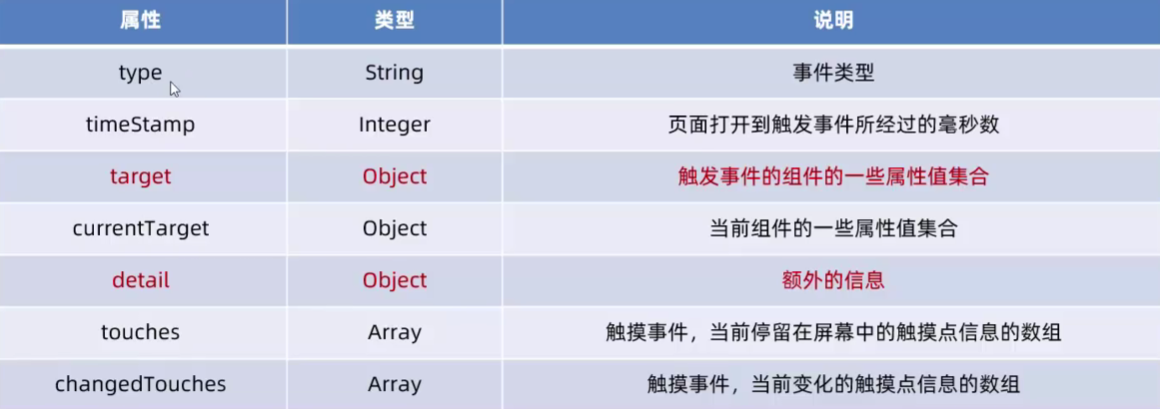 属性 类型 说明
type String 事件类型
timeStamp Integer 页面打开到触发事件所经过的毫秒数
target Object 触发事件的组件的一些属性值集合
currentTarget Object 当前组件的一些属性值集合
detail Object 额外的信息
touches Array 触摸事件，当前停留在屏幕中的触摸点信息的数组
changedTouches Array 触摸事件，当前变化的触摸点信息的数组